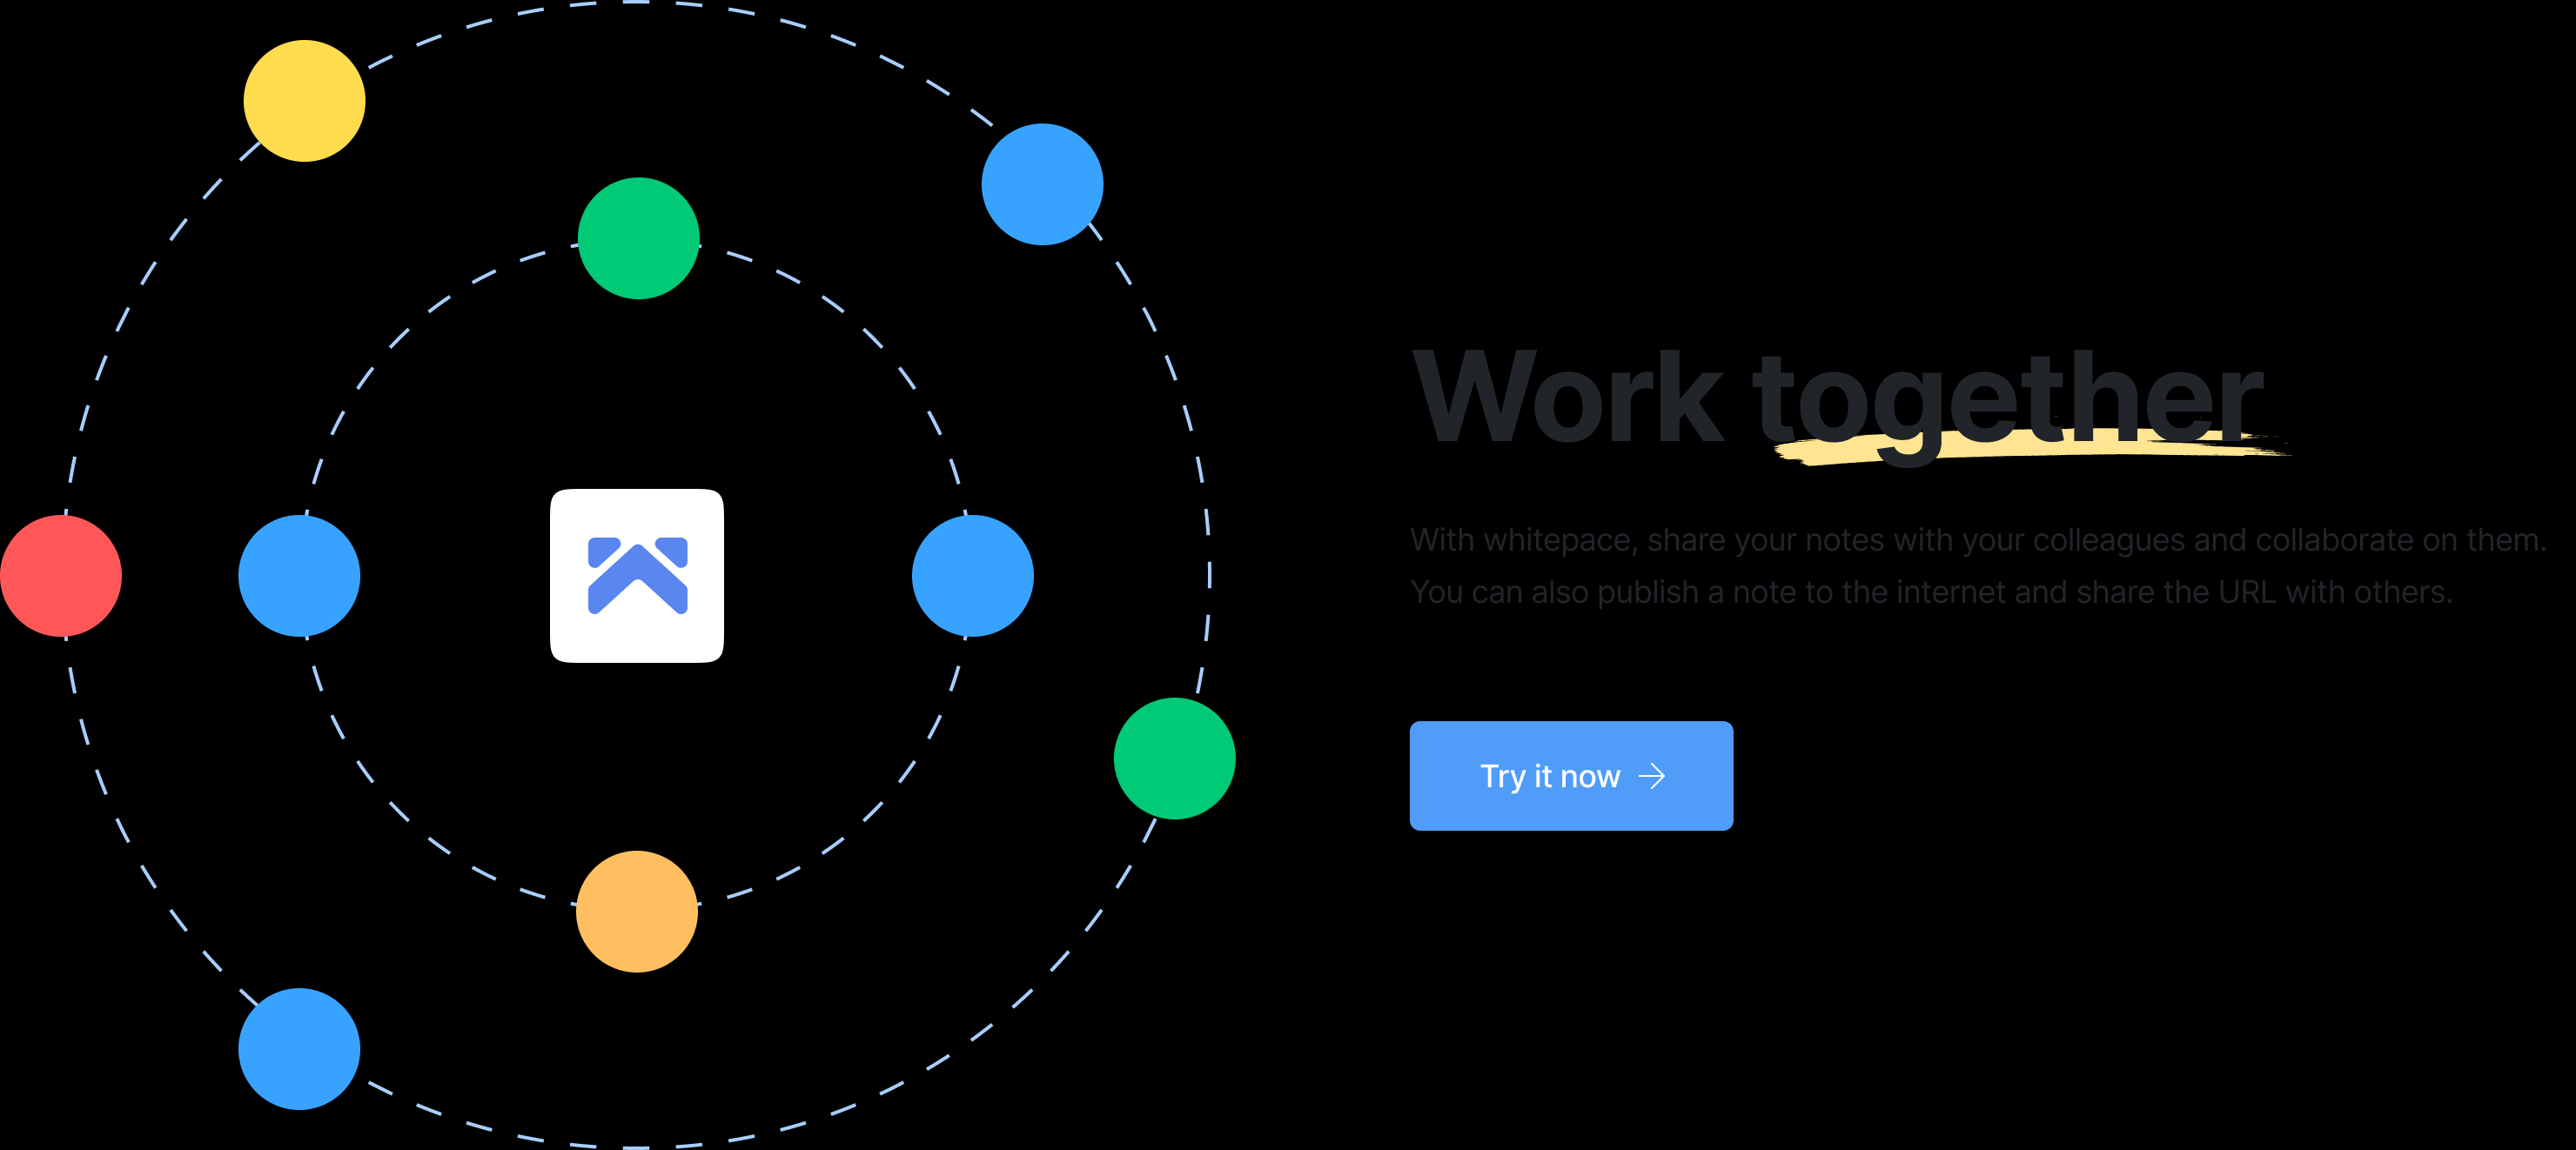 Work together
With whitepace, share your notes with your colleagues and collaborate on them.
You can also publish a note to the internet and share the URL with others.
Try it now